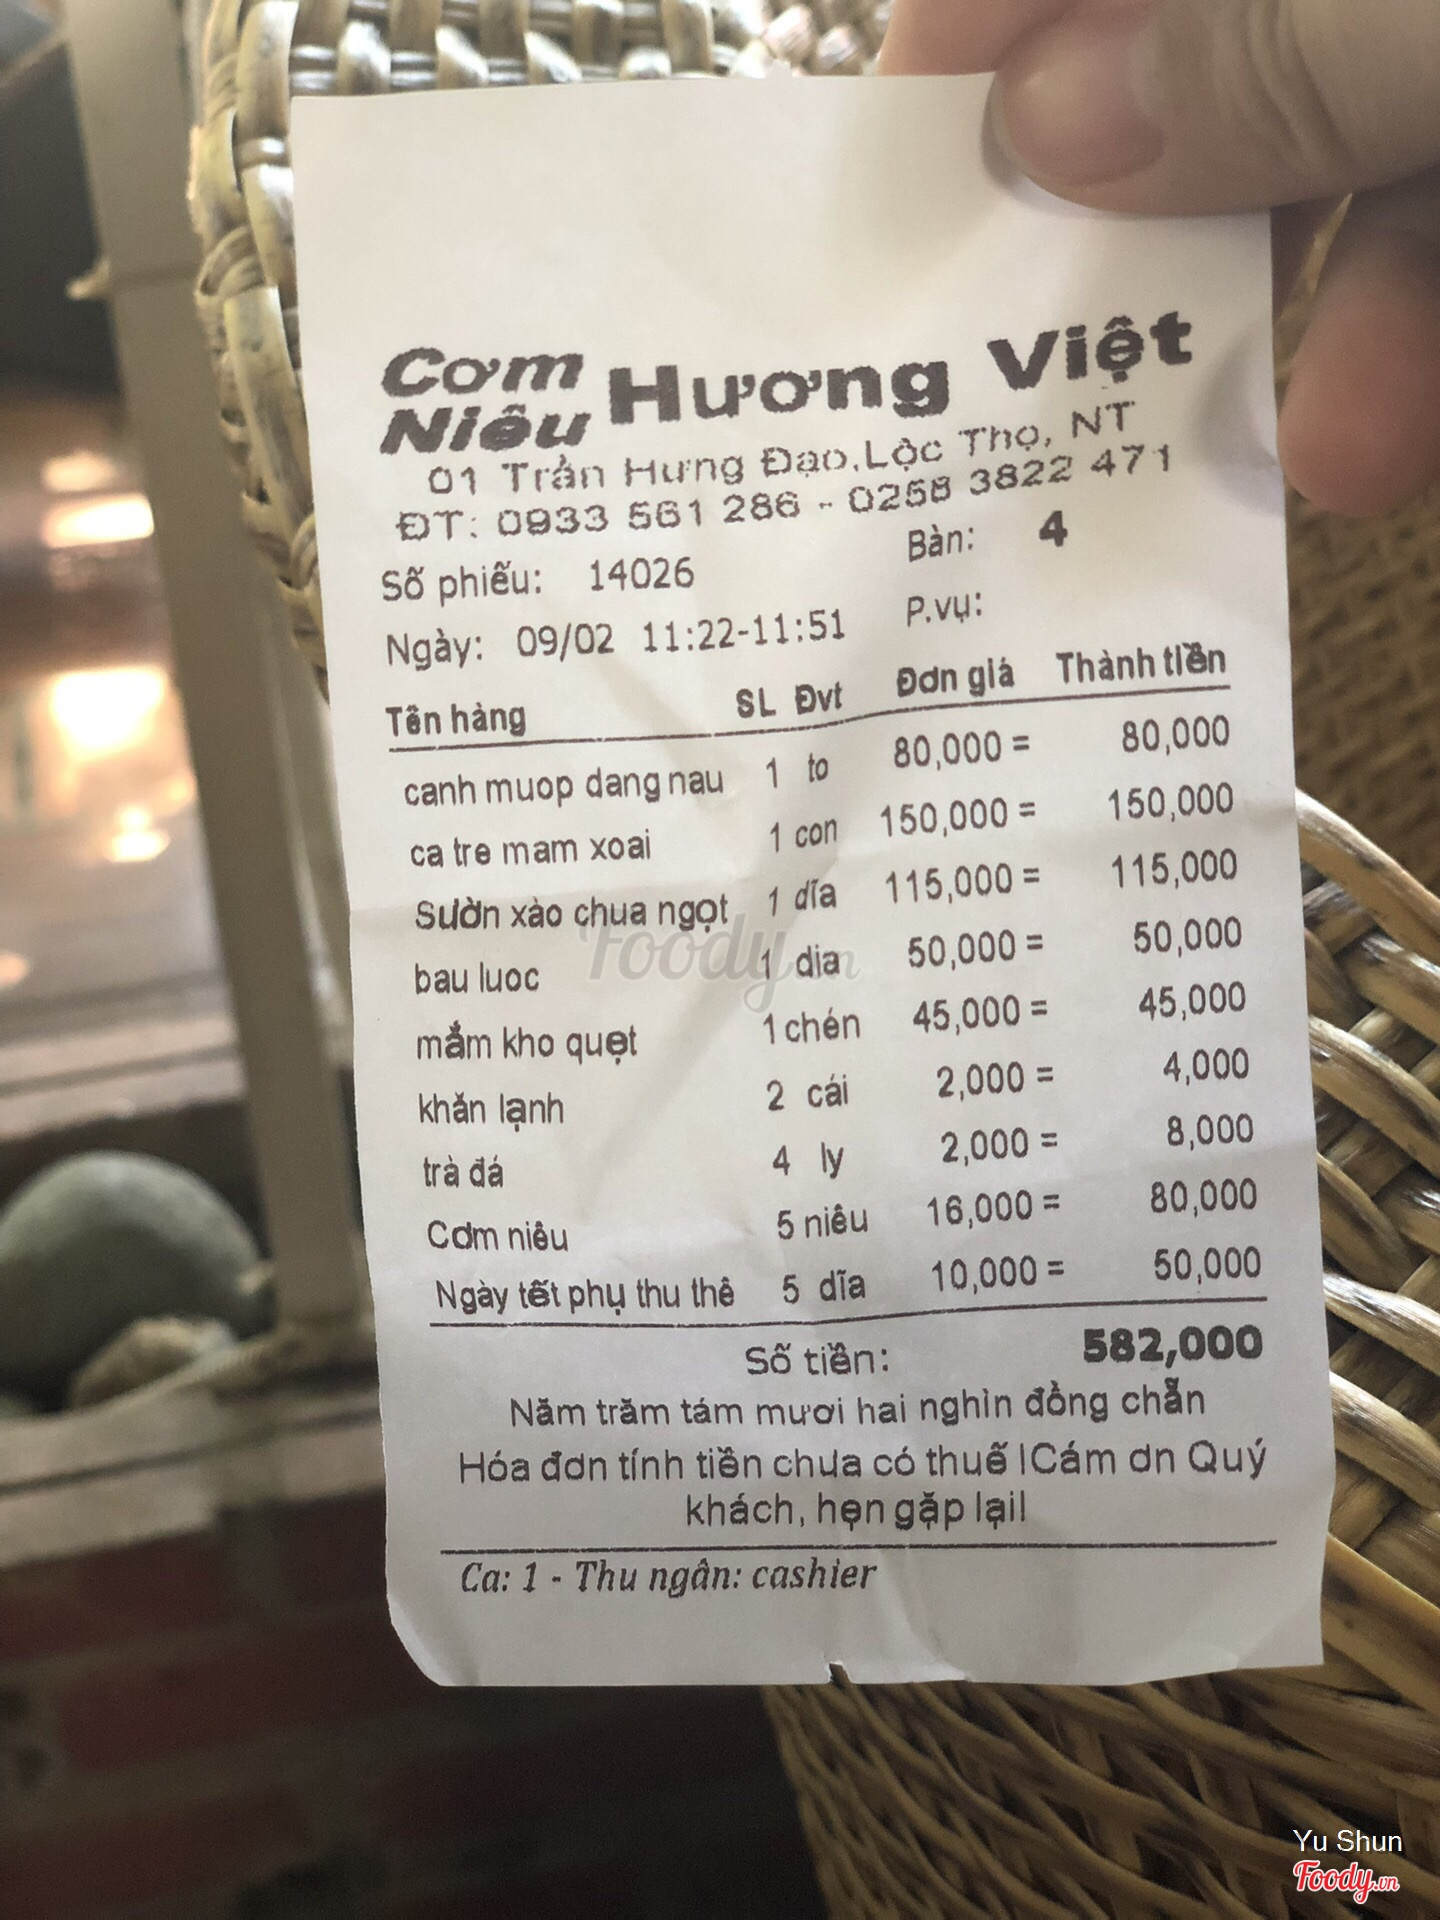 Cơm Niêu Hương Việt
01 Trần Hưng Đạo, Lộc Thọ, NT
ĐT: 0933 561 286 - 0258 3822 471
Số phiếu: 14026 Bàn: 4
Ngày: 09/02 11:22-11:51 P.vụ:
Tên hàng SL Đvt Đơn giá Thành tiền
canh muop dang nau 1 to 80,000 = 80,000
ca tre mam xoai 1 con 150,000 = 150,000
Sườn xào chua ngọt 1 dĩa 115,000 = 115,000
bau luoc 1 dia 50,000 = 50,000
mắm kho quẹt 1 chén 45,000 = 45,000
khăn lạnh 2 cái 2,000 = 4,000
trà đá 4 ly 2,000 = 8,000
Cơm niêu 5 niêu 16,000 = 80,000
Ngày tết phụ thu thê 5 dĩa 10,000 = 50,000
Số tiền: 582,000
Năm trăm tám mươi hai nghìn đồng chẵn
Hóa đơn tính tiền chưa có thuế !Cám ơn Quý
khách, hẹn gặp lại!
Ca: 1 - Thu ngân: cashier
Foody.vn
Yu Shun
Foody.vn